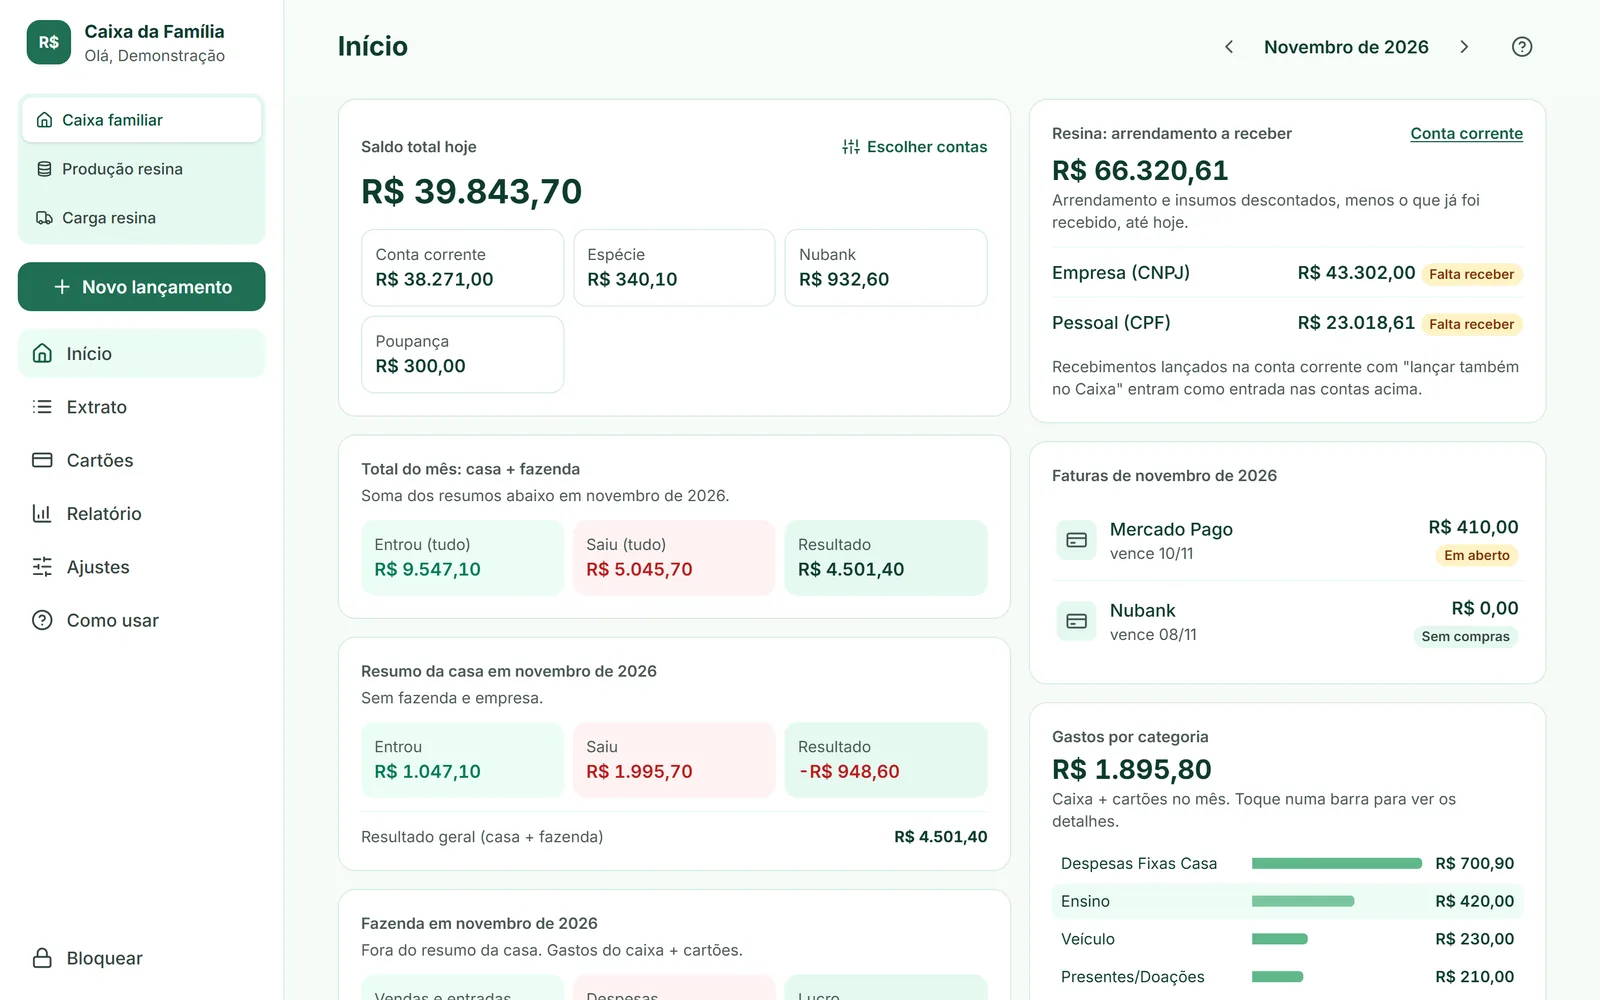 R$
Caixa da Família
Olá, Demonstração
Caixa familiar
Produção resina
Carga resina
+ Novo lançamento
Início
Extrato
Cartões
Relatório
Ajustes
Como usar
Bloquear
Início
Novembro de 2026
Saldo total hoje
Escolher contas
R$ 39.843,70
Conta corrente
R$ 38.271,00
Espécie
R$ 340,10
Nubank
R$ 932,60
Poupança
R$ 300,00
Total do mês: casa + fazenda
Soma dos resumos abaixo em novembro de 2026.
Entrou (tudo)
R$ 9.547,10
Saiu (tudo)
R$ 5.045,70
Resultado
R$ 4.501,40
Resumo da casa em novembro de 2026
Sem fazenda e empresa.
Entrou
R$ 1.047,10
Saiu
R$ 1.995,70
Resultado
-R$ 948,60
Resultado geral (casa + fazenda)
R$ 4.501,40
Fazenda em novembro de 2026
Fora do resumo da casa. Gastos do caixa + cartões.
Vendas e entradas
Despesas
Lucro
Resina: arrendamento a receber
Conta corrente
R$ 66.320,61
Arrendamento e insumos descontados, menos o que já foi
recebido, até hoje.
Empresa (CNPJ)
R$ 43.302,00 Falta receber
Pessoal (CPF)
R$ 23.018,61 Falta receber
Recebimentos lançados na conta corrente com "lançar também
no Caixa" entram como entrada nas contas acima.
Faturas de novembro de 2026
Mercado Pago
vence 10/11
R$ 410,00
Em aberto
Nubank
vence 08/11
R$ 0,00
Sem compras
Gastos por categoria
R$ 1.895,80
Caixa + cartões no mês. Toque numa barra para ver os
detalhes.
Despesas Fixas Casa
R$ 700,90
Ensino
R$ 420,00
Veículo
R$ 230,00
Presentes/Doações
R$ 210,00